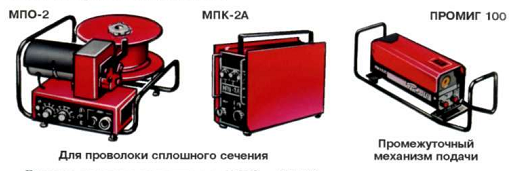 МПО-2 МПК-2А ПРОМИГ 100
Для проволоки сплошного сечения
Промежуточный
механизм подачи